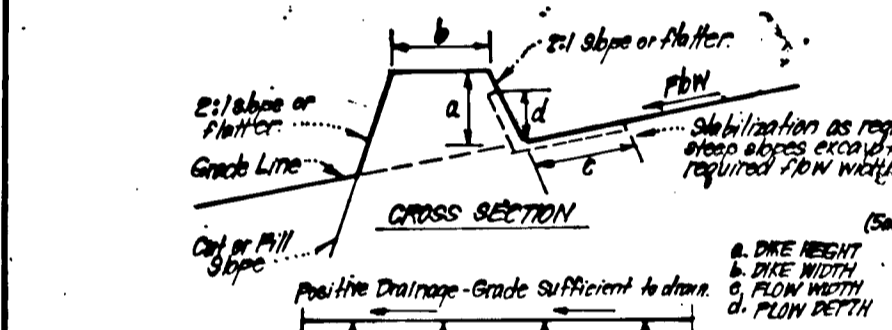 b
2:1 slope or flatter.
Flow
a
d
2:1 slope or
flatter.
Stabilization as
steep slopes
required flow width
Grade Line
c
CROSS SECTION
Cut or Fill
Slope
a. DIKE HEIGHT
b. DIKE WIDTH
c. FLOW WIDTH
d. FLOW DEPTH
Positive Drainage-Grade Sufficient to drain.